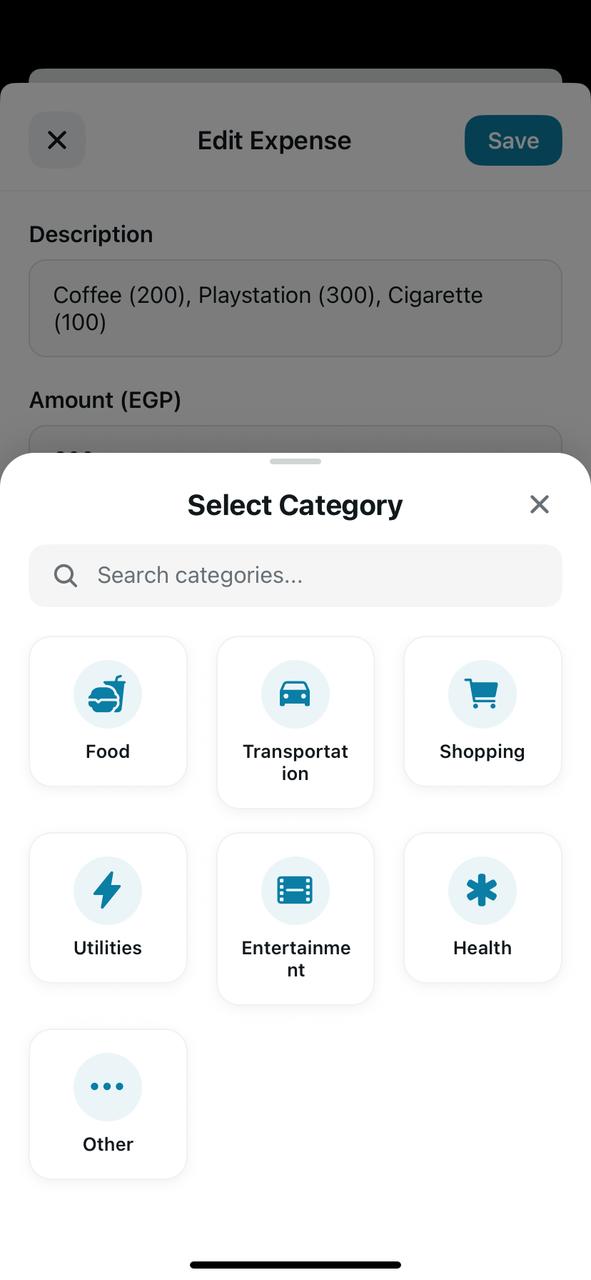 Edit Expense
Save
Description
Coffee (200), Playstation (300), Cigarette
(100)
Amount (EGP)
Select Category
Search categories...
Food
Transportat
ion
Shopping
Utilities
Entertainme
nt
Health
Other